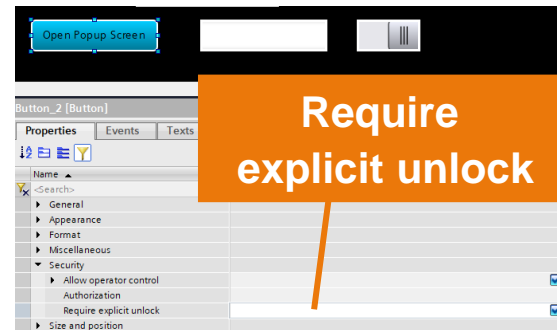 Open Popup Screen
Button_2 [Button]
Properties
Events
Texts
Require
explicit unlock
Name
<Search>
General
Appearance
Format
Miscellaneous
Security
Allow operator control
Authorization
Require explicit unlock
Size and position